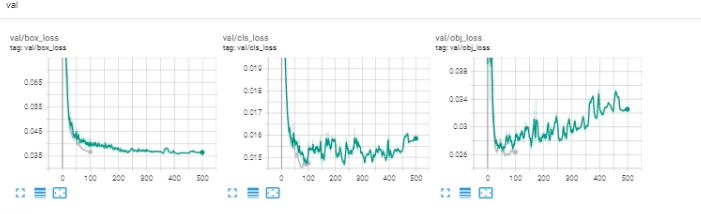 val
val/box_loss
tag: val/box_loss
0.065
0.055
0.045
0.035
0 100 200 300 400 500
val/cls_loss
tag: val/cls_loss
0.019
0.018
0.017
0.016
0.015
0 100 200 300 400 500
val/obj_loss
tag: val/obj_loss
0.038
0.034
0.03
0.026
0 100 200 300 400 500